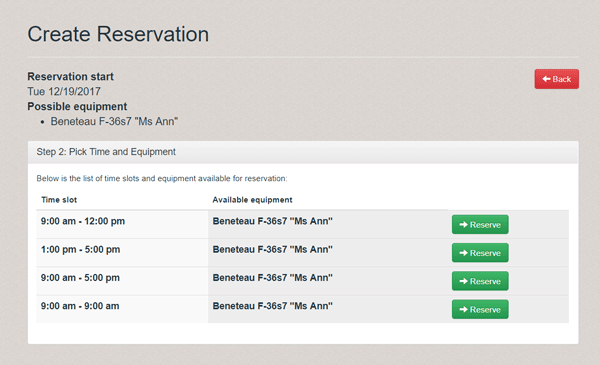 Create Reservation
Reservation start
Back
Tue 12/19/2017
Possible equipment
• Beneteau F-36s7 "Ms Ann"
Step 2: Pick Time and Equipment
Below is the list of time slots and equipment available for reservation:
Time slot Available equipment
9:00 am - 12:00 pm Beneteau F-36s7 "Ms Ann" Reserve
1:00 pm - 5:00 pm Beneteau F-36s7 "Ms Ann" Reserve
9:00 am - 5:00 pm Beneteau F-36s7 "Ms Ann" Reserve
9:00 am - 9:00 am Beneteau F-36s7 "Ms Ann" Reserve